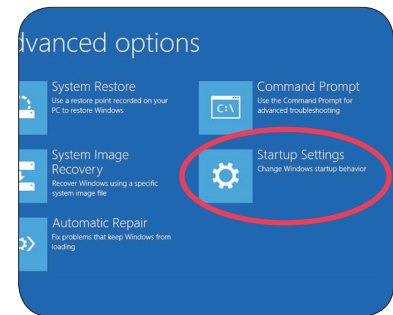 dvanced options
System Restore
Use a restore point recorded on your
PC to restore Windows
System Image
Recovery
Recover Windows using a specific
system image file
Automatic Repair
Fix problems that keep Windows from
loading
Command Prompt
Use the Command Prompt for
advanced troubleshooting
C:\
Startup Settings
Change Windows startup behavior